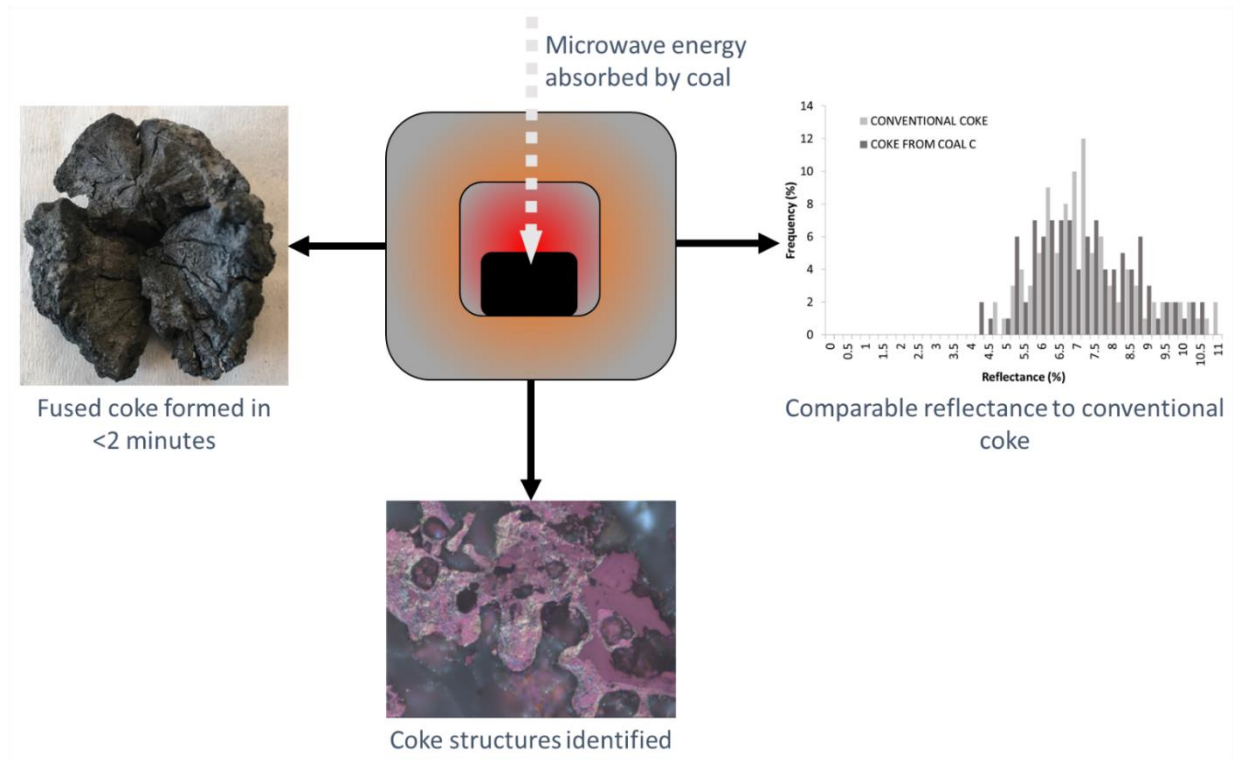 Microwave energy
absorbed by coal
14
12
10
8
6
4
2
0
Frequency (%)
CONVENTIONAL COKE
COKE FROM COAL C
0
0.5
1
1.5
2
2.5
3
3.5
4
4.5
5
5.5
6
6.5
7
7.5
8
8.5
9
9.5
10
10.5
11
Reflectance (%)
Fused coke formed in
<2 minutes
Comparable reflectance to conventional
coke
Coke structures identified